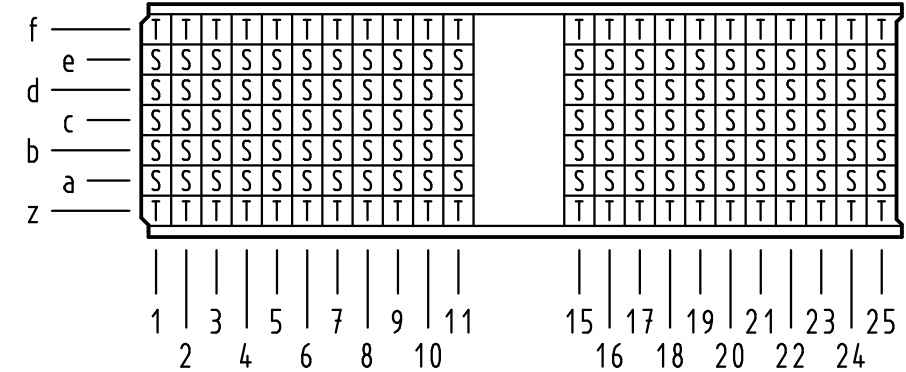 f T T T T T T T T T T T T T T T T T T T T T T
e S S S S S S S S S S S S S S S S S S S S S S
d S S S S S S S S S S S S S S S S S S S S S S
c S S S S S S S S S S S S S S S S S S S S S S
b S S S S S S S S S S S S S S S S S S S S S S
a S S S S S S S S S S S S S S S S S S S S S S
z T T T T T T T T T T T T T T T T T T T T T T
1 3 5 7 9 11 15 17 19 21 23 25
2 4 6 8 10 16 18 20 22 24